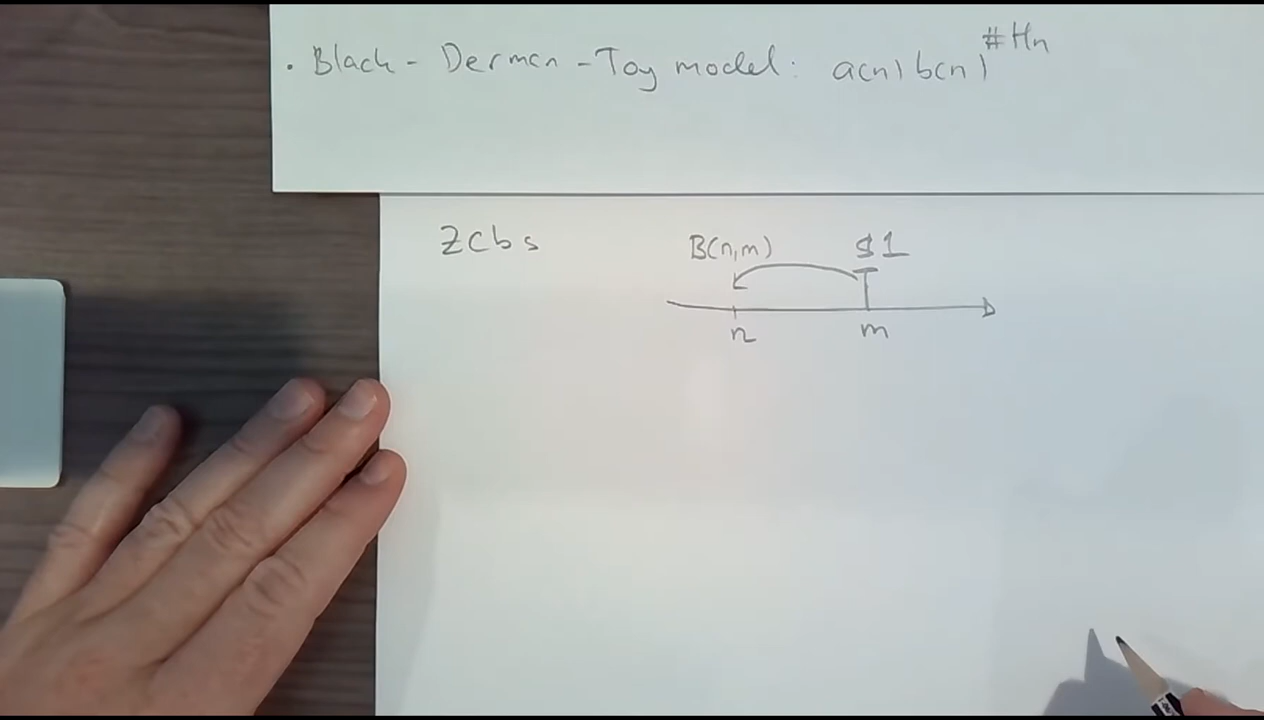 • Black-Derman-Toy model: a(n) b(n)^#Hn
Zcbs
B(n,m) $1
n m